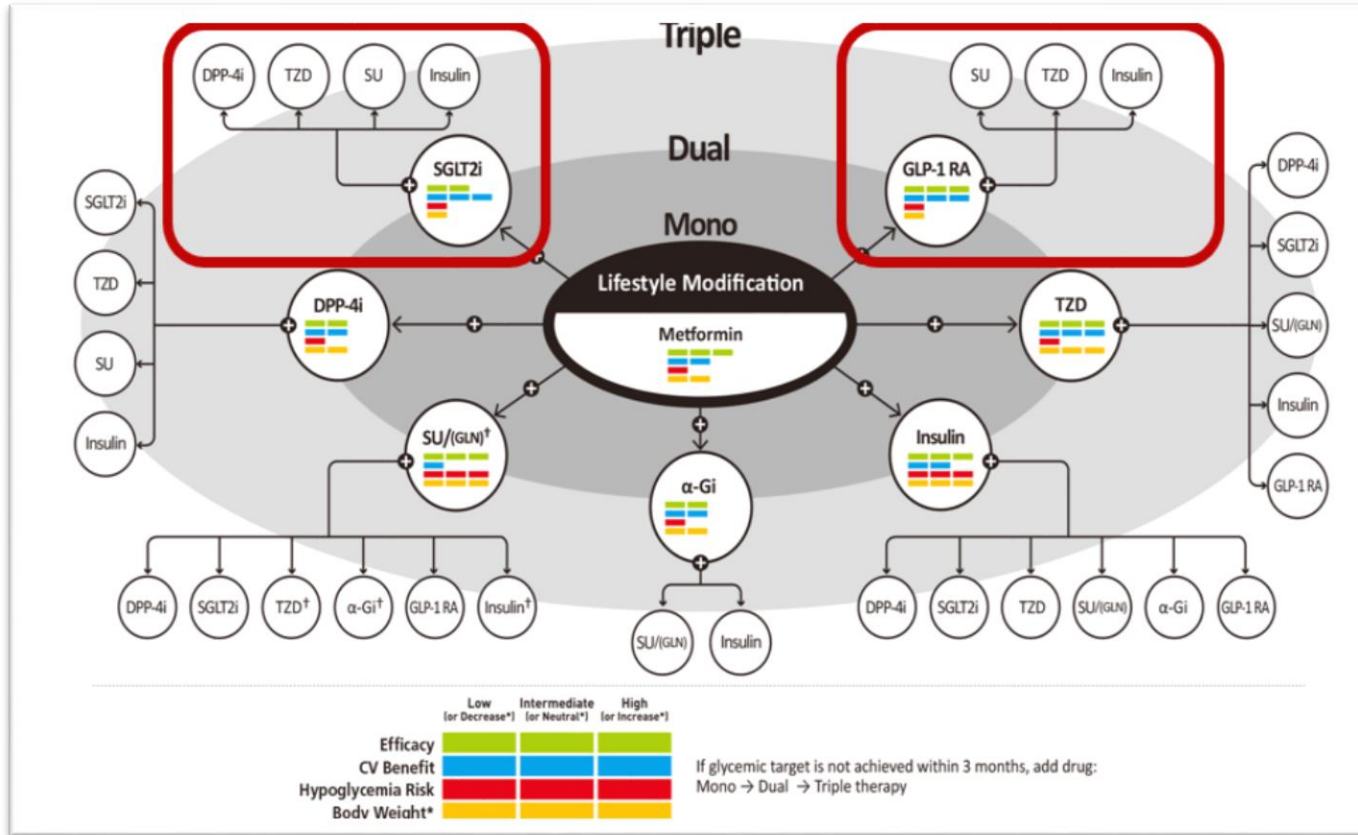 Triple
DPP-4i
TZD
SU
Insulin
SU
TZD
Insulin
Dual
SGLT2i
GLP-1 RA
DPP-4i
SGLT2i
Mono
SGLT2i
Lifestyle Modification
TZD
DPP-4i
Metformin
TZD
SU/(GLN)
SU
Insulin
SU/(GLN)†
Insulin
Insulin
α-Gi
GLP-1 RA
DPP-4i
SGLT2i
TZD†
α-Gi†
GLP-1 RA
Insulin†
SU/(GLN)
Insulin
DPP-4i
SGLT2i
TZD
SU/(GLN)
α-Gi
GLP-1 RA
Low
(or Decrease*)
Intermediate
(or Neutral*)
High
(or Increase*)
Efficacy
CV Benefit
Hypoglycemia Risk
Body Weight*
If glycemic target is not achieved within 3 months, add drug:
Mono → Dual → Triple therapy